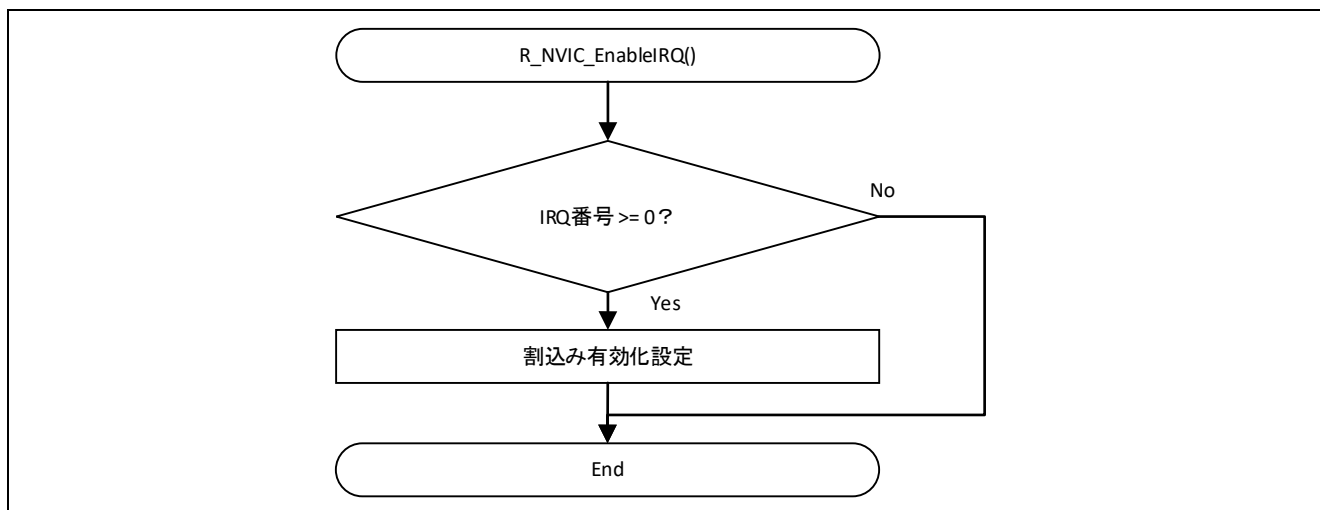 R_NVIC_EnableIRQ()
IRQ番号 >= 0？
No
Yes
割込み有効化設定
End